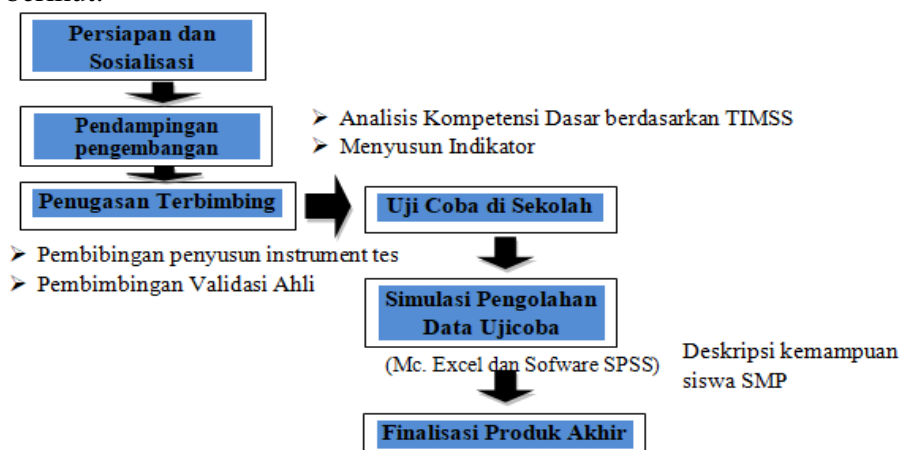 berikut.
Persiapan dan
Sosialisasi
Pendampingan
pengembangan
➢ Analisis Kompetensi Dasar berdasarkan TIMSS
➢ Menyusun Indikator
Penugasan Terbimbing
Uji Coba di Sekolah
➢ Pembibingan penyusun instrument tes
➢ Pembimbingan Validasi Ahli
Simulasi Pengolahan
Data Ujicoba
(Mc. Excel dan Sofware SPSS)
Deskripsi kemampuan
siswa SMP
Finalisasi Produk Akhir